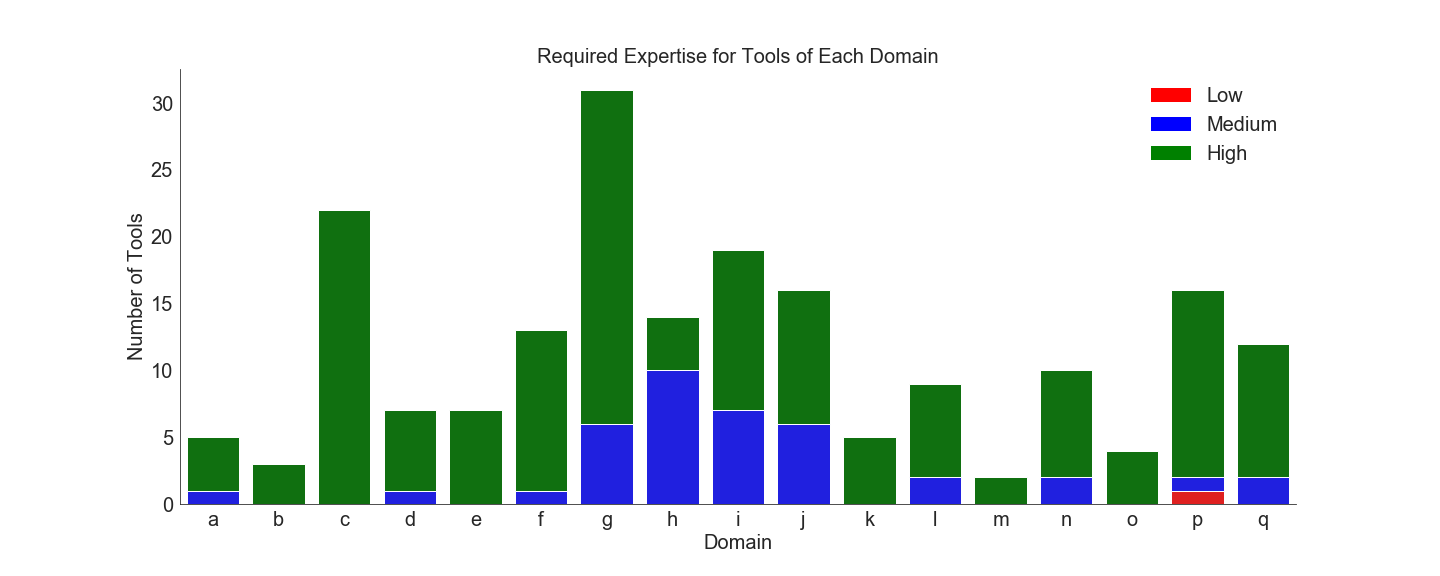 Required Expertise for Tools of Each Domain
Low
Medium
High
Number of Tools
30
25
20
15
10
5
0
a b c d e f g h i j k l m n o p q
Domain